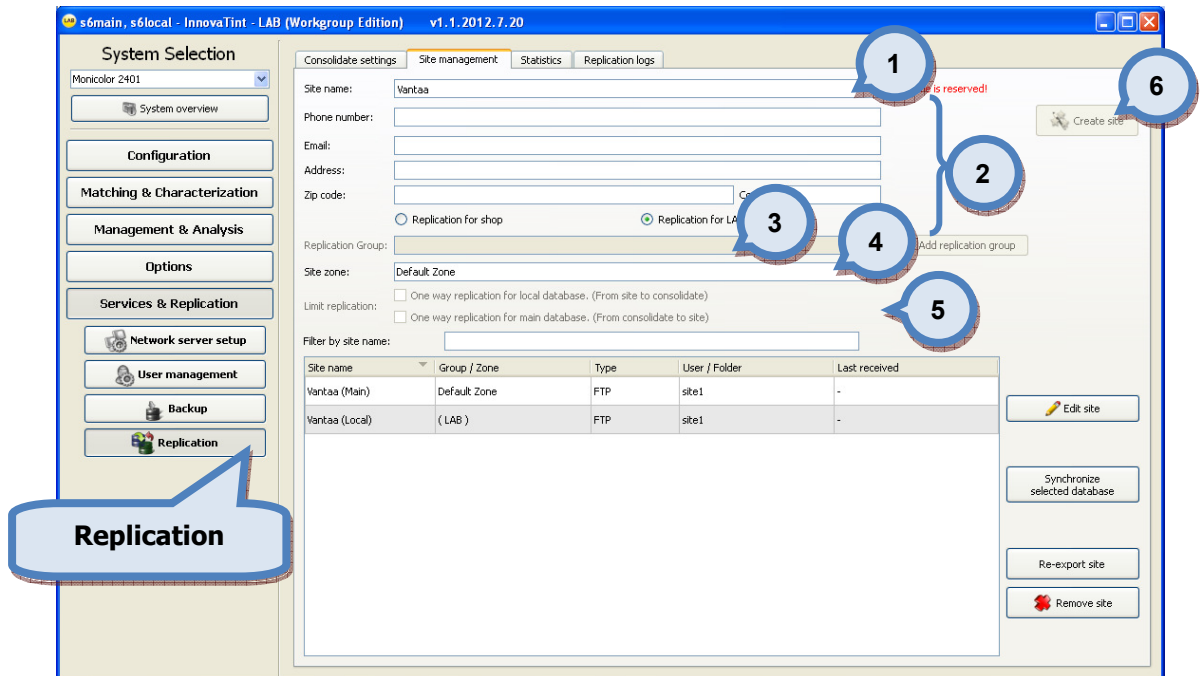 s6main, s6local - InnovaTint - LAB (Workgroup Edition) v1.1.2012.7.20
System Selection
Monicolor 2401
System overview
Configuration
Matching & Characterization
Management & Analysis
Options
Services & Replication
Network server setup
User management
Backup
Replication
Replication
Consolidate settings Site management Statistics Replication logs
Site name: Vantaa is reserved!
Phone number:
Email:
Address:
Zip code:
Replication for shop Replication for LA
Replication Group: Add replication group
Site zone: Default Zone
Limit replication:
One way replication for local database. (From site to consolidate)
One way replication for main database. (From consolidate to site)
Filter by site name:
Site name Group / Zone Type User / Folder Last received
Vantaa (Main) Default Zone FTP site1 -
Vantaa (Local) ( LAB ) FTP site1 -
1
2
3
4
5
6
Create site
Edit site
Synchronize
selected database
Re-export site
Remove site